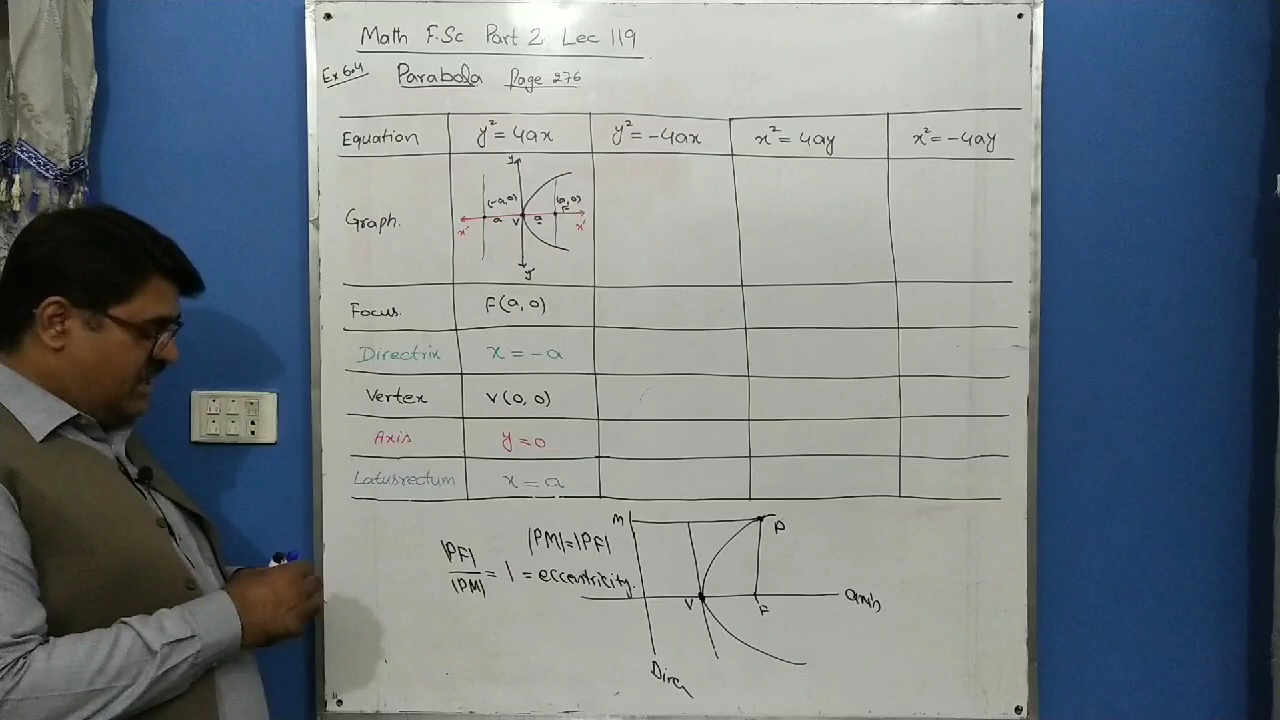 Math F.Sc Part 2 Lec 119
Ex 6.4 Parabola Page 276
Equation y² = 4ax y² = -4ax x² = 4ay x² = -4ay
Graph.
y
(-a,0) (a,0)
x' a V a x'
y
Focus. F(a, 0)
Directrix x = -a
Vertex V(0, 0)
Axis y = 0
Latusrectum x = a
M P
|PM| = |PF|
|PF|/|PM| = 1 = eccentricity.
V F axis